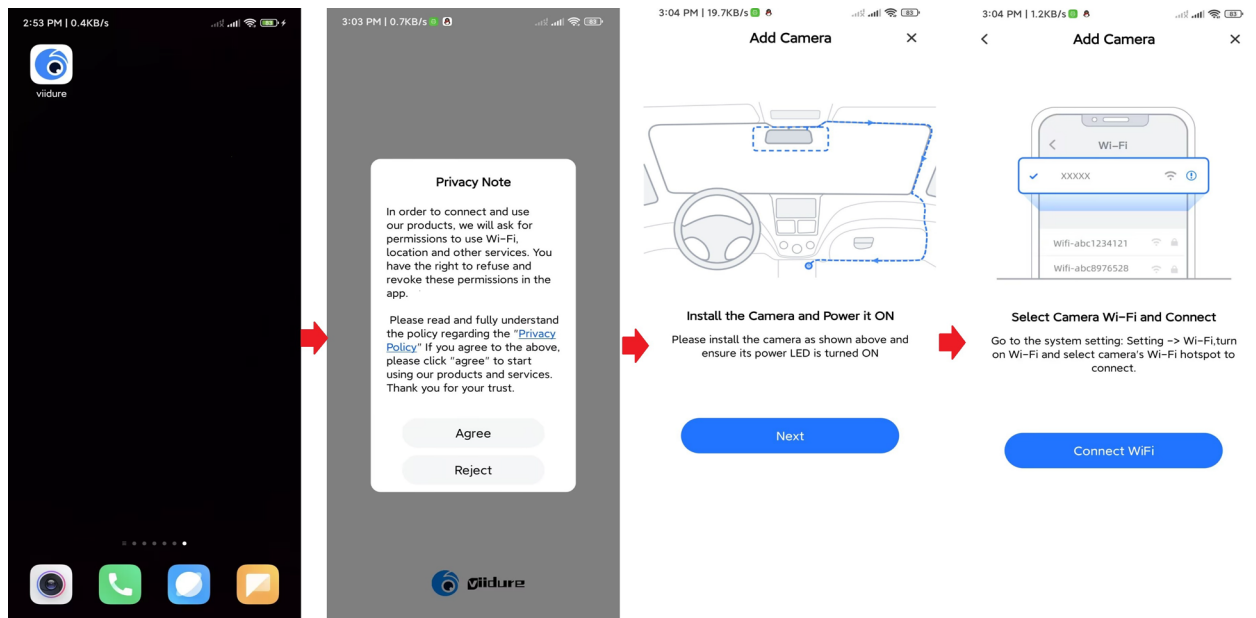 2:53 PM | 0.4KB/s
viidure
3:03 PM | 0.7KB/s
Privacy Note
In order to connect and use
our products, we will ask for
permissions to use Wi-Fi,
location and other services. You
have the right to refuse and
revoke these permissions in the
app.
Please read and fully understand
the policy regarding the "Privacy
Policy" If you agree to the above,
please click "agree" to start
using our products and services.
Thank you for your trust.
Agree
Reject
viidure
3:04 PM | 19.7KB/s
83
Add Camera
Install the Camera and Power it ON
Please install the camera as shown above and
ensure its power LED is turned ON
Next
3:04 PM | 1.2KB/s
83
Add Camera
Wi-Fi
XXXXX
Wifi-abc1234121
Wifi-abc8976528
Select Camera Wi-Fi and Connect
Go to the system setting: Setting -> Wi-Fi,turn
on Wi-Fi and select camera's Wi-Fi hotspot to
connect.
Connect WiFi